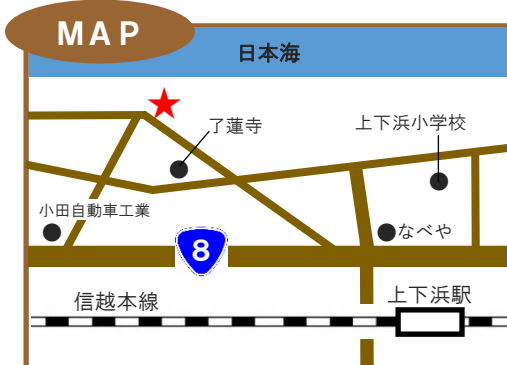 MAP
日本海
了蓮寺
上下浜小学校
小田自動車工業
なべや
8
上下浜駅
信越本線